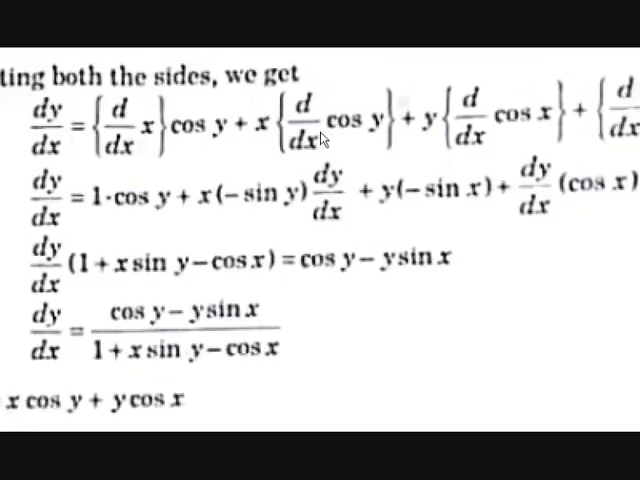 ting both the sides, we get
dy/dx = {d/dx x} cos y + x {d/dx cos y} + y {d/dx cos x} + {d/dx
dy/dx = 1·cos y + x(−sin y) dy/dx + y(−sin x) + dy/dx (cos x)
dy/dx (1 + x sin y − cos x) = cos y − y sin x
dy/dx = cos y − y sin x / 1 + x sin y − cos x
x cos y + y cos x